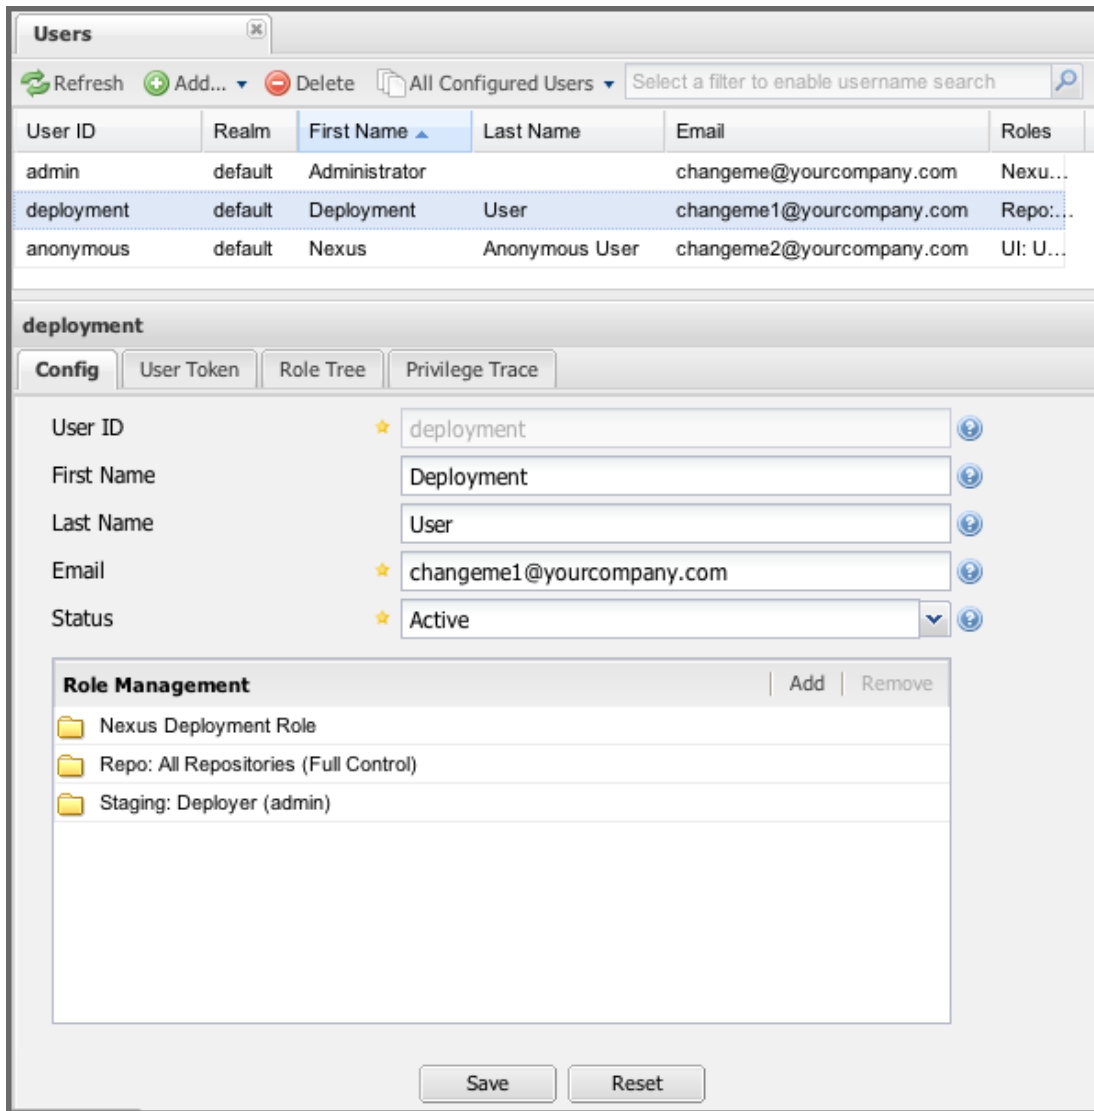 Users
Refresh Add... Delete All Configured Users Select a filter to enable username search
User ID Realm First Name Last Name Email Roles
admin default Administrator changeme@yourcompany.com Nexu...
deployment default Deployment User changeme1@yourcompany.com Repo:...
anonymous default Nexus Anonymous User changeme2@yourcompany.com UI: U...
deployment
Config User Token Role Tree Privilege Trace
User ID deployment
First Name Deployment
Last Name User
Email changeme1@yourcompany.com
Status Active
Role Management Add Remove
Nexus Deployment Role
Repo: All Repositories (Full Control)
Staging: Deployer (admin)
Save Reset